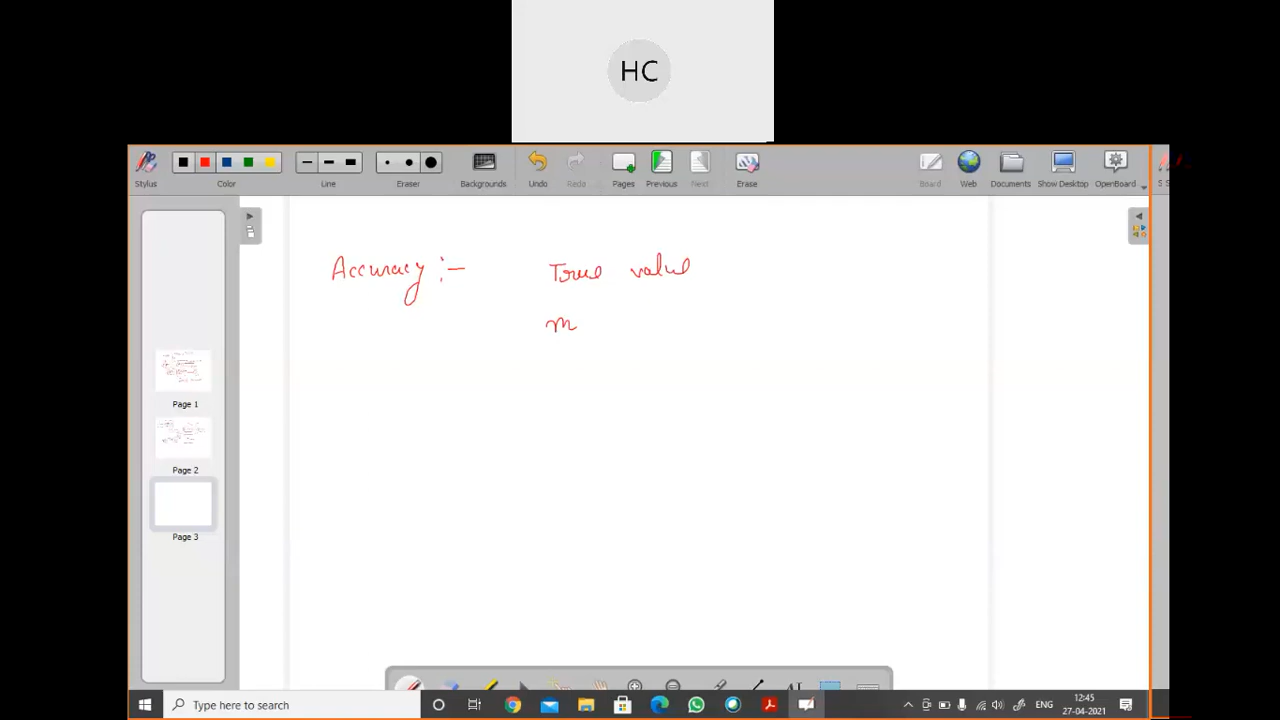 HC
Stylus
Color
Line
Eraser
Backgrounds
Undo
Redo
Pages
Previous
Next
Erase
Board
Web
Documents
Show Desktop
OpenBoard
Accuracy :- True value
m
Page 1
Page 2
Page 3
Type here to search
ENG
12:45
27-04-2021